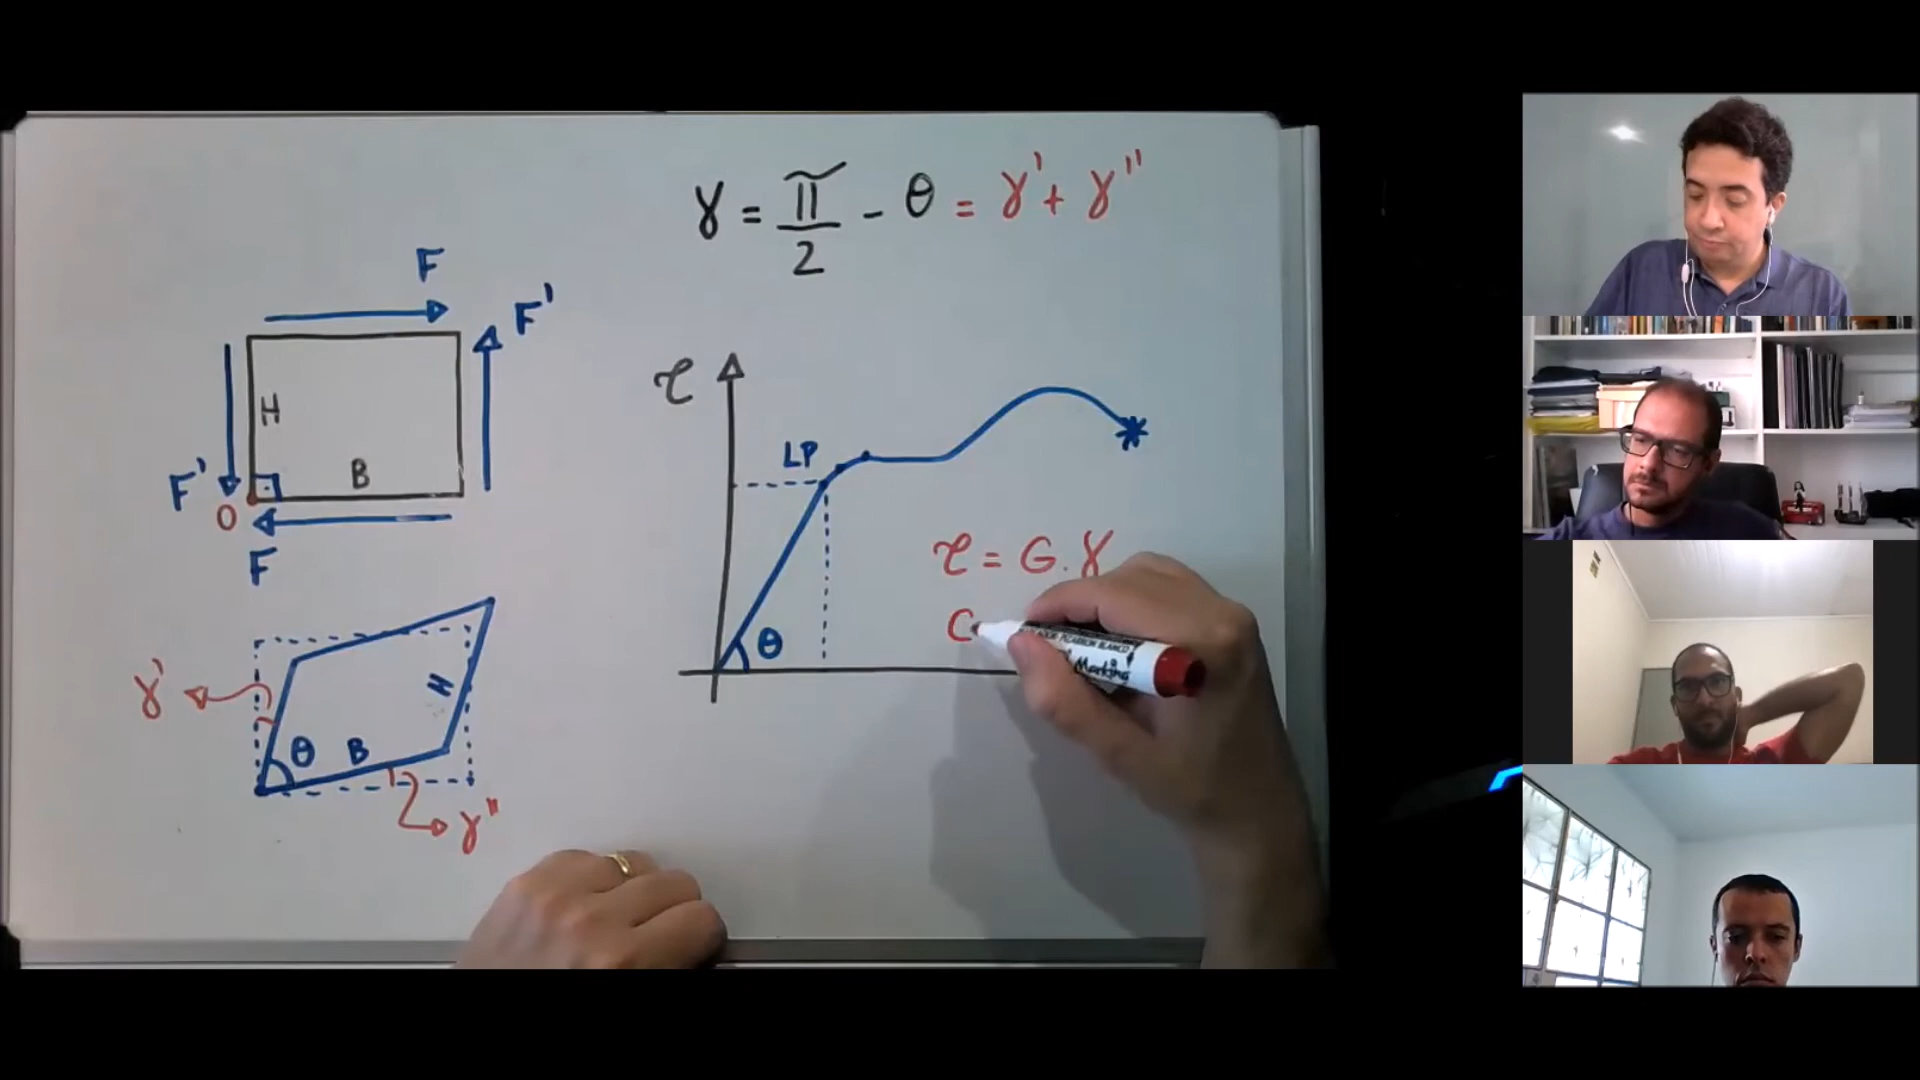 γ = π/2 - θ = γ' + γ''
F
F'
H
B
F'
O
F
τ
LP
θ
τ = G.γ
G
γ'
H
θ
B
γ''